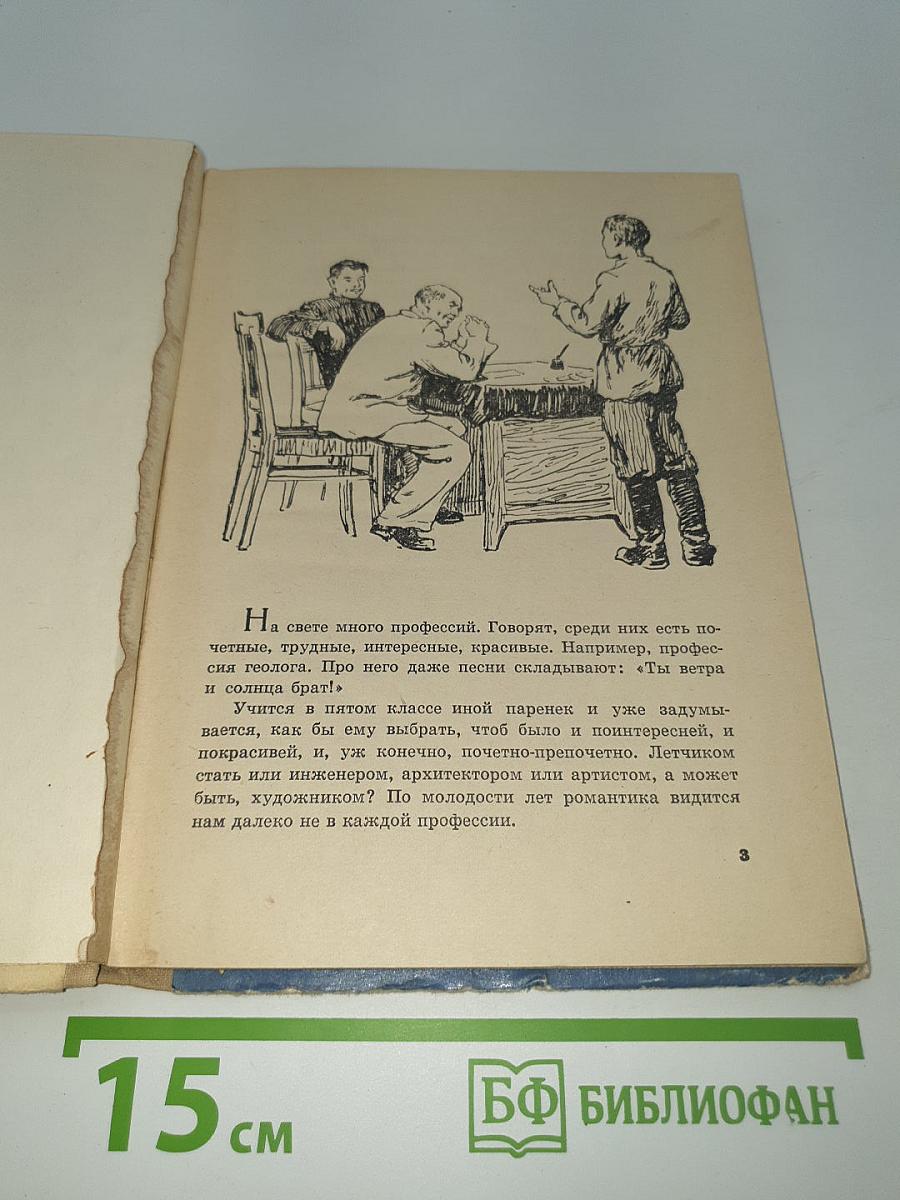 На свете много профессий. Говорят, среди них есть по-
четные, трудные, интересные, красивые. Например, профес-
сия геолога. Про него даже песни складывают: «Ты ветра
и солнца брат!»
Учится в пятом классе иной паренек и уже задумы-
вается, как бы ему выбрать, чтоб было и поинтересней, и
покрасивей, и, уж конечно, почетно-препочетно. Летчиком
стать или инженером, архитектором или артистом, а может
быть, художником? По молодости лет романтика видится
нам далеко не в каждой профессии.
3
15 см
БФ БИБЛИОФАН